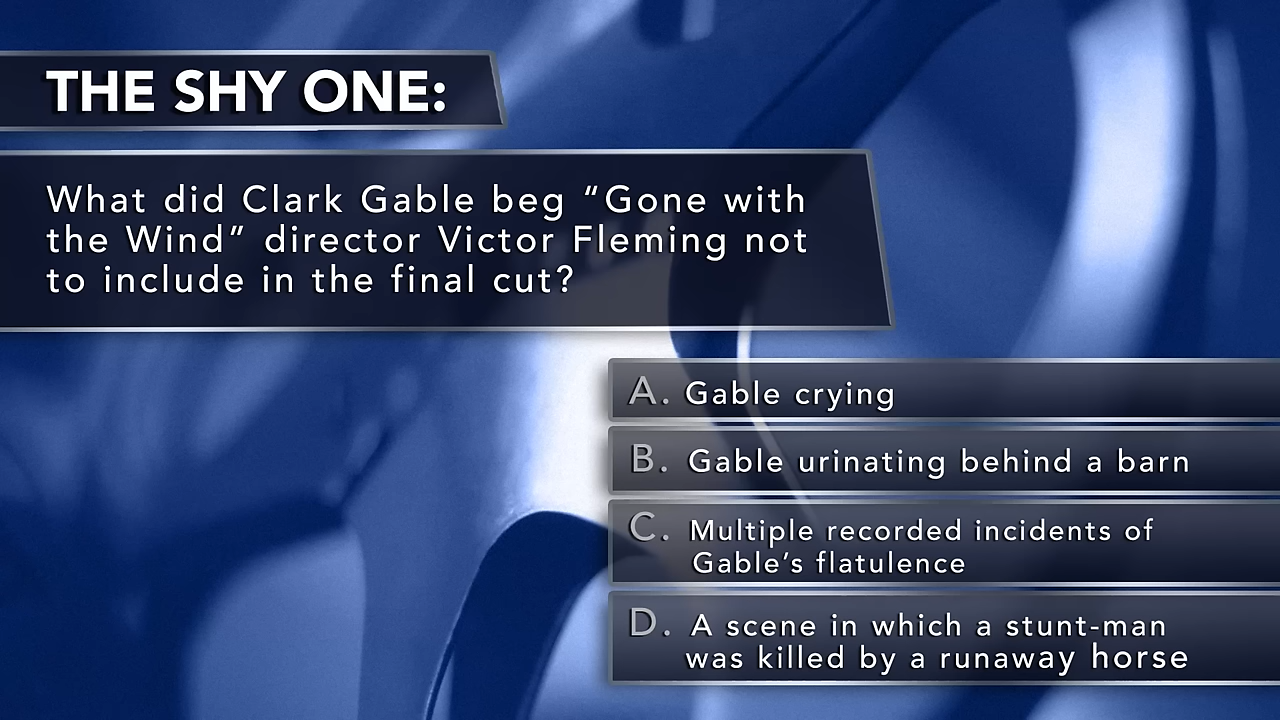 THE SHY ONE:
What did Clark Gable beg “Gone with
the Wind” director Victor Fleming not
to include in the final cut?
A. Gable crying
B. Gable urinating behind a barn
C. Multiple recorded incidents of
Gable’s flatulence
D. A scene in which a stunt-man
was killed by a runaway horse